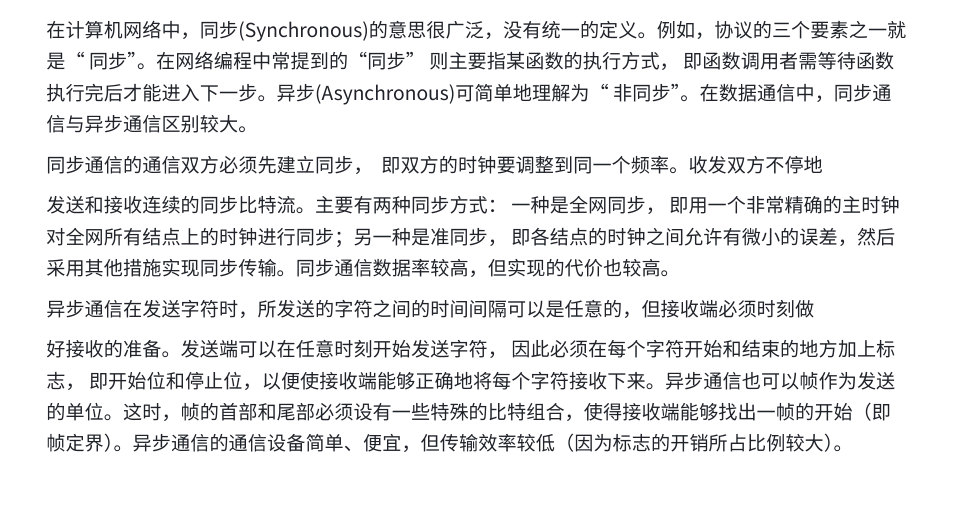 在计算机网络中，同步(Synchronous)的意思很广泛，没有统一的定义。例如，协议的三个要素之一就
是“ 同步”。在网络编程中常提到的“同步” 则主要指某函数的执行方式， 即函数调用者需等待函数
执行完后才能进入下一步。异步(Asynchronous)可简单地理解为“ 非同步”。在数据通信中，同步通
信与异步通信区别较大。
同步通信的通信双方必须先建立同步， 即双方的时钟要调整到同一个频率。收发双方不停地
发送和接收连续的同步比特流。主要有两种同步方式： 一种是全网同步， 即用一个非常精确的主时钟
对全网所有结点上的时钟进行同步；另一种是准同步， 即各结点的时钟之间允许有微小的误差，然后
采用其他措施实现同步传输。同步通信数据率较高，但实现的代价也较高。
异步通信在发送字符时，所发送的字符之间的时间间隔可以是任意的，但接收端必须时刻做
好接收的准备。发送端可以在任意时刻开始发送字符， 因此必须在每个字符开始和结束的地方加上标
志， 即开始位和停止位，以便使接收端能够正确地将每个字符接收下来。异步通信也可以帧作为发送
的单位。这时，帧的首部和尾部必须设有一些特殊的比特组合，使得接收端能够找出一帧的开始（即
帧定界）。异步通信的通信设备简单、便宜，但传输效率较低（因为标志的开销所占比例较大）。